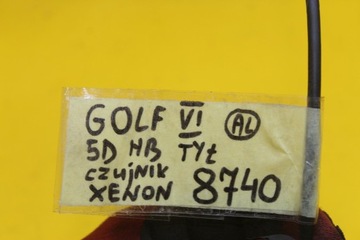 GOLF VI AL
5D HB TYŁ
CZUJNIK
XENON 8740